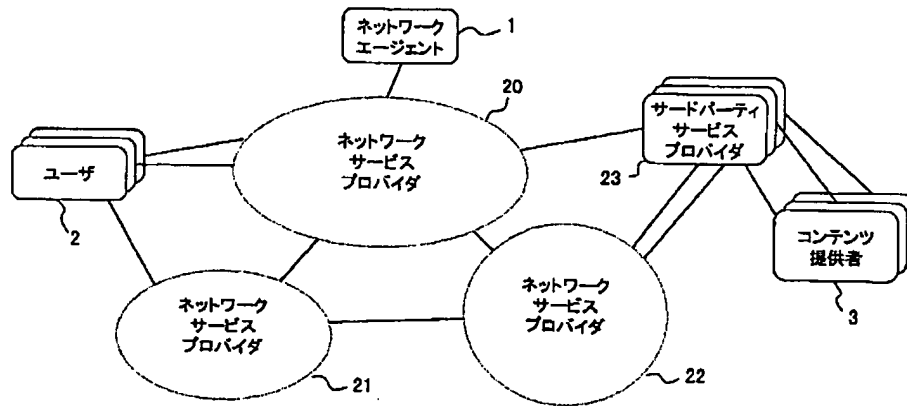 ネットワーク
エージェント
1
20
ネットワーク
サービス
プロバイダ
サードパーティ
サービス
プロバイダ
23
ユーザ
2
コンテンツ
提供者
3
ネットワーク
サービス
プロバイダ
21
ネットワーク
サービス
プロバイダ
22